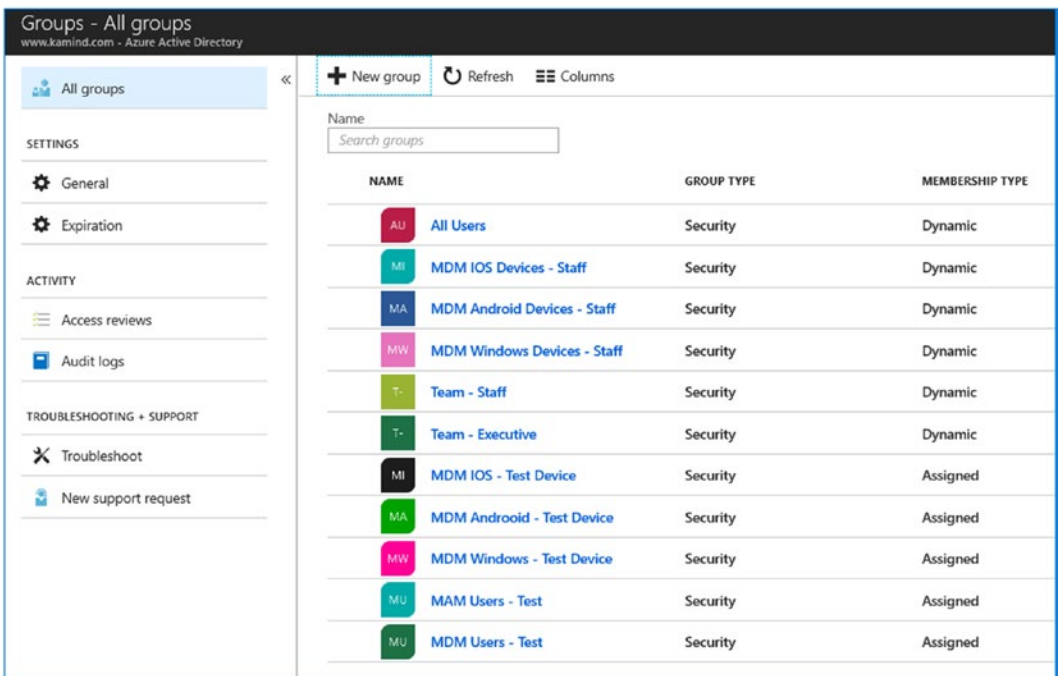 Groups - All groups
www.kamind.com - Azure Active Directory
All groups
SETTINGS
General
Expiration
ACTIVITY
Access reviews
Audit logs
TROUBLESHOOTING + SUPPORT
Troubleshoot
New support request
«
New group Refresh Columns
Name
Search groups
NAME GROUP TYPE MEMBERSHIP TYPE
AU All Users Security Dynamic
MI MDM IOS Devices - Staff Security Dynamic
MA MDM Android Devices - Staff Security Dynamic
MW MDM Windows Devices - Staff Security Dynamic
T- Team - Staff Security Dynamic
T- Team - Executive Security Dynamic
MI MDM IOS - Test Device Security Assigned
MA MDM Androoid - Test Device Security Assigned
MW MDM Windows - Test Device Security Assigned
MU MAM Users - Test Security Assigned
MU MDM Users - Test Security Assigned